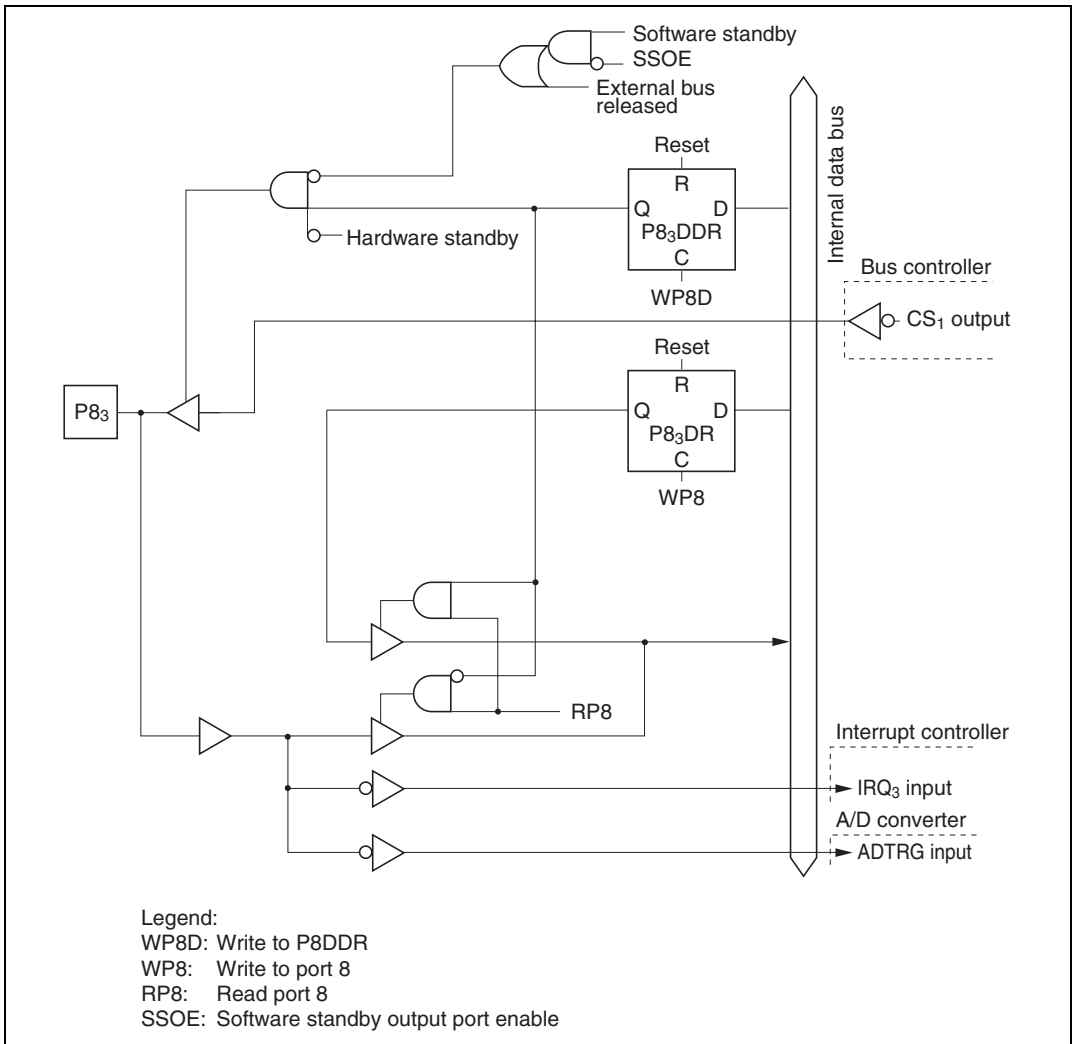 Software standby
SSOE
External bus
released
Internal data bus
Reset
R
Q D
P8₃DDR
C
WP8D
Hardware standby
Bus controller
CS₁ output
Reset
R
Q D
P8₃DR
C
WP8
P8₃
RP8
Interrupt controller
IRQ₃ input
A/D converter
ADTRG input
Legend:
WP8D: Write to P8DDR
WP8: Write to port 8
RP8: Read port 8
SSOE: Software standby output port enable